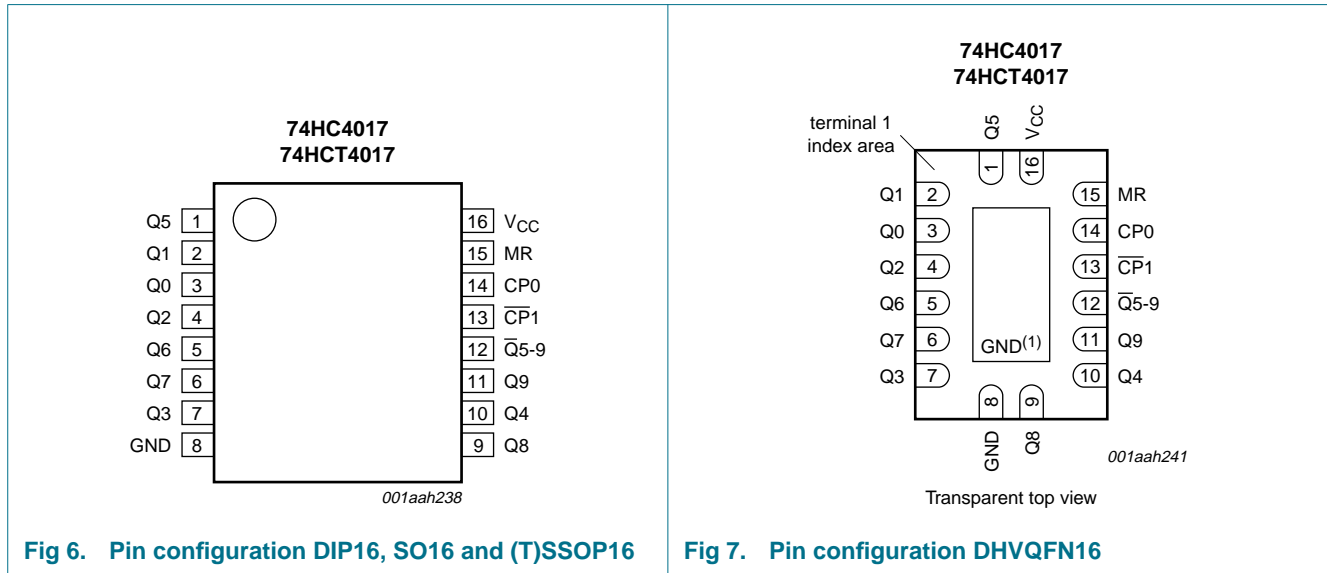 74HC4017
74HCT4017
Q5 1
Q1 2
Q0 3
Q2 4
Q6 5
Q7 6
Q3 7
GND 8
16 VCC
15 MR
14 CP0
13 C̅P̅1
12 Q̅5-9
11 Q9
10 Q4
9 Q8
001aah238
Fig 6. Pin configuration DIP16, SO16 and (T)SSOP16
74HC4017
74HCT4017
terminal 1
index area
Q5
VCC
1
16
Q1 2
Q0 3
Q2 4
Q6 5
Q7 6
Q3 7
15 MR
14 CP0
13 C̅P̅1
12 Q̅5-9
11 Q9
10 Q4
GND(1)
8
9
GND
Q8
001aah241
Transparent top view
Fig 7. Pin configuration DHVQFN16